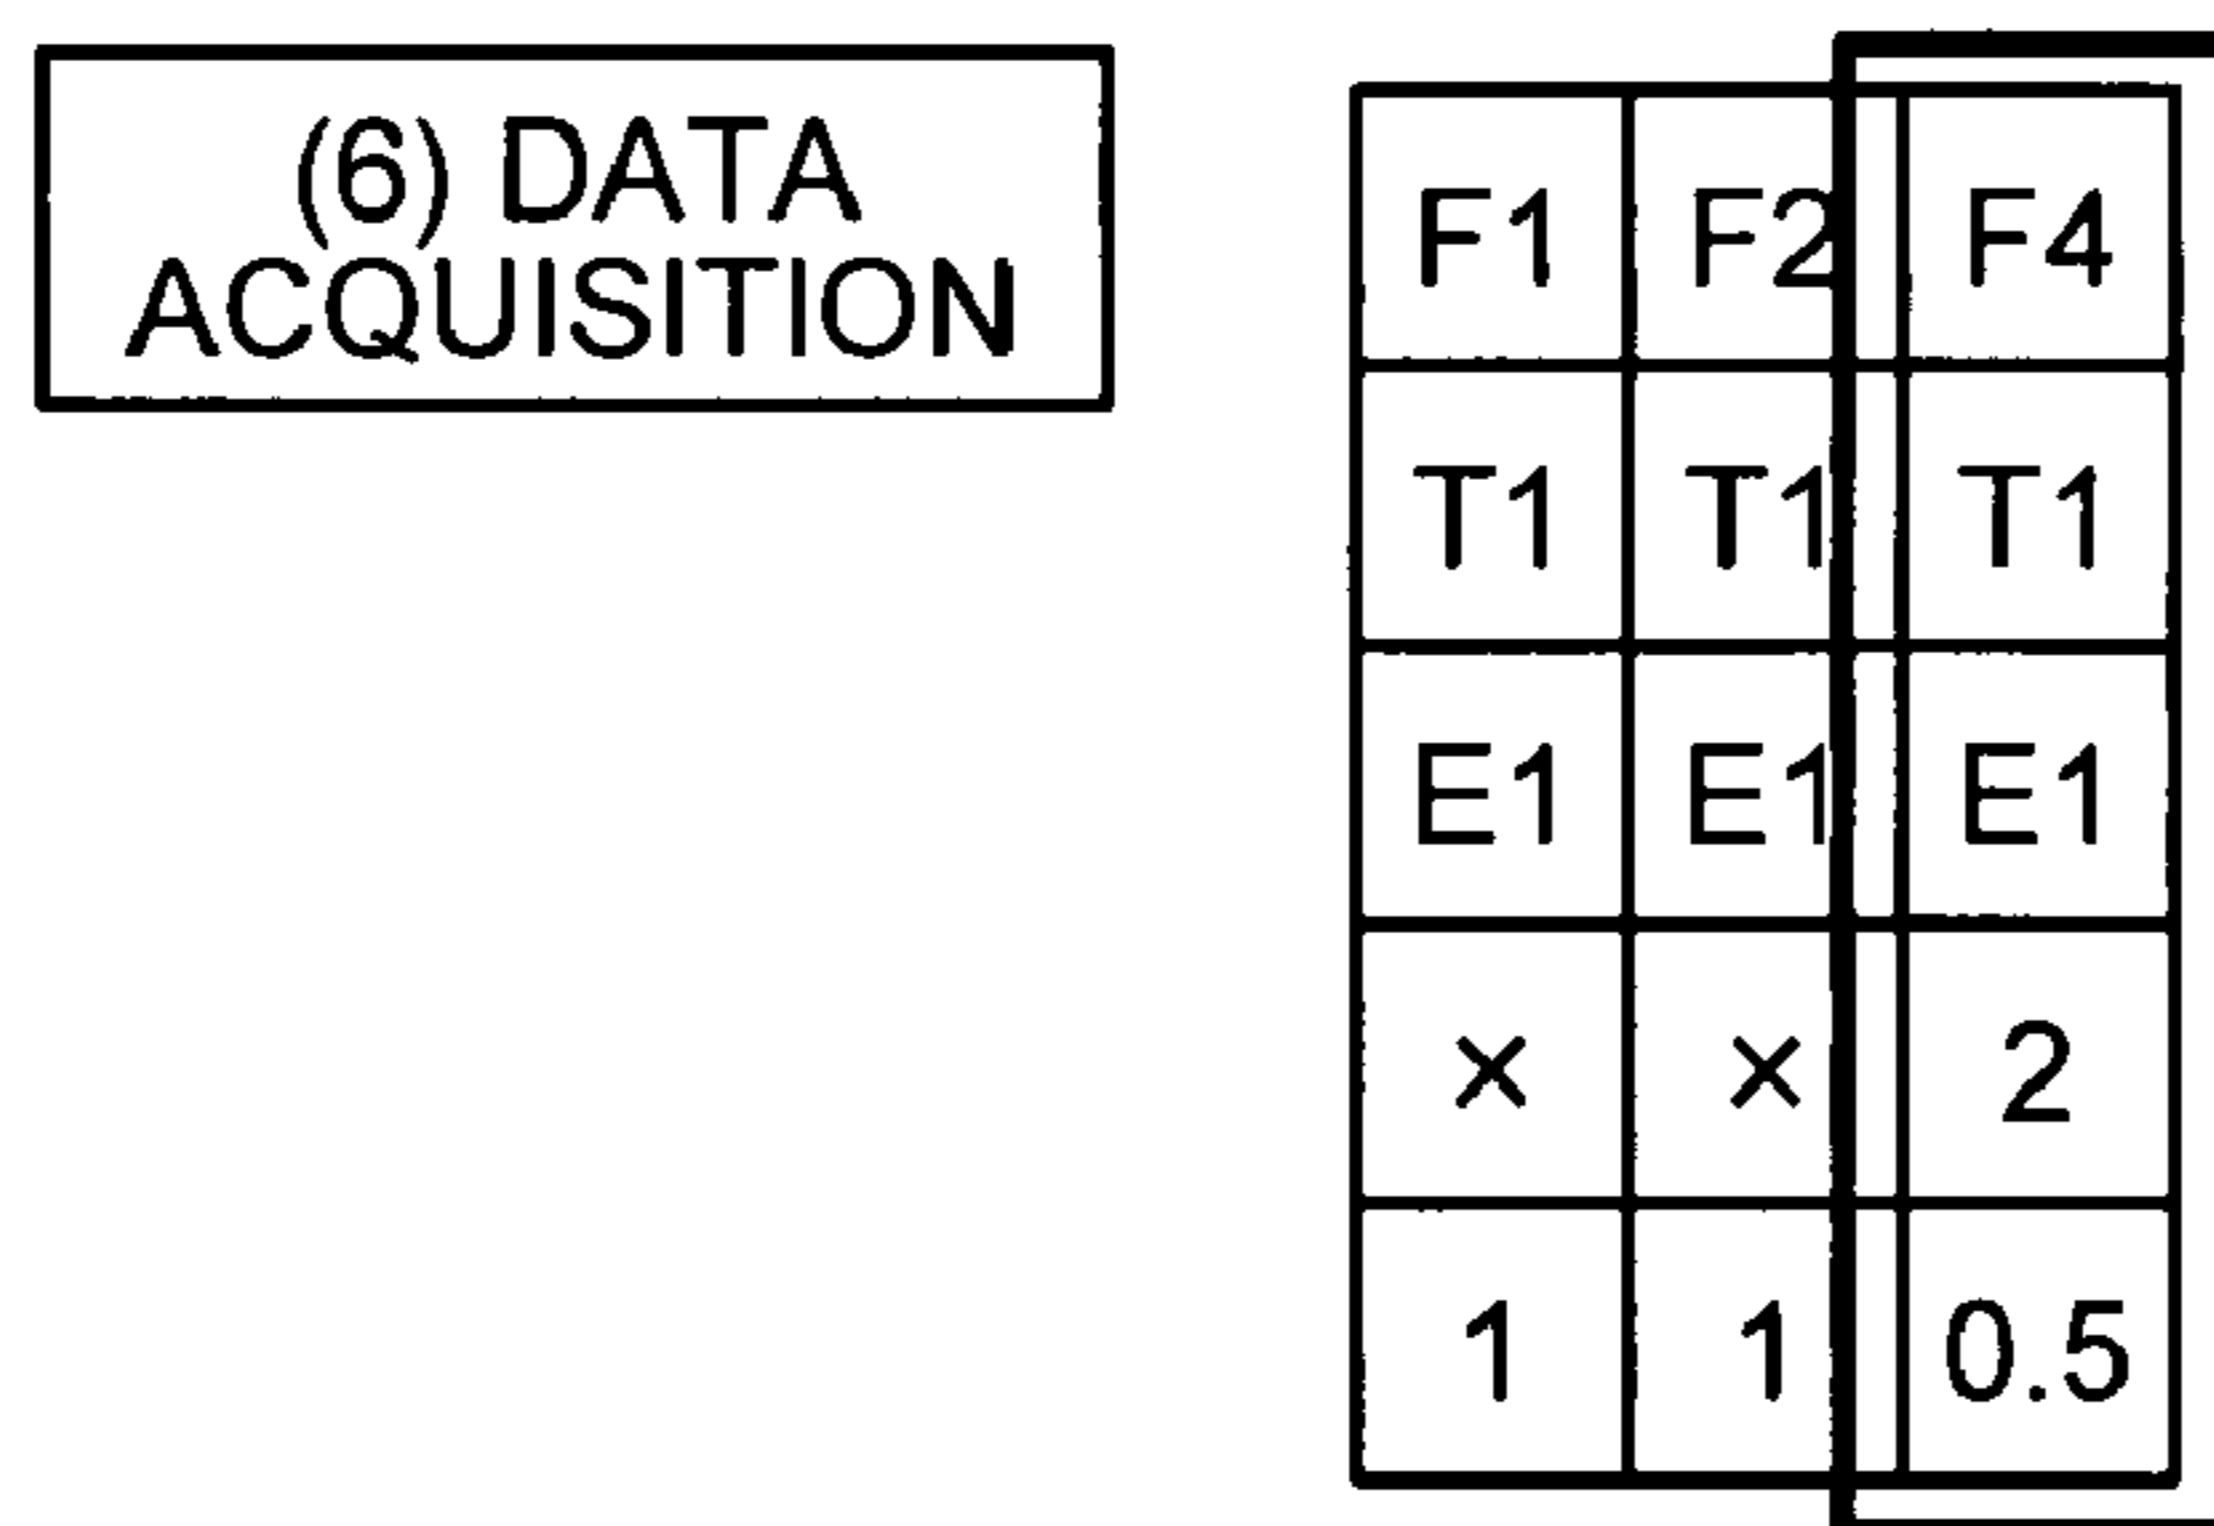 (6) DATA
ACQUISITION
F1 F2 F4
T1 T1 T1
E1 E1 E1
× × 2
1 1 0.5